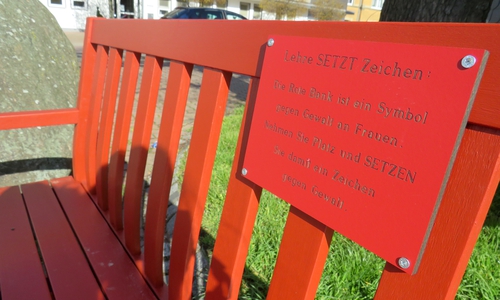 Lehre SETZT Zeichen:
Die Rote Bank ist ein Symbol
gegen Gewalt an Frauen.
Nehmen Sie Platz und SETZEN
Sie damit ein Zeichen
gegen Gewalt.